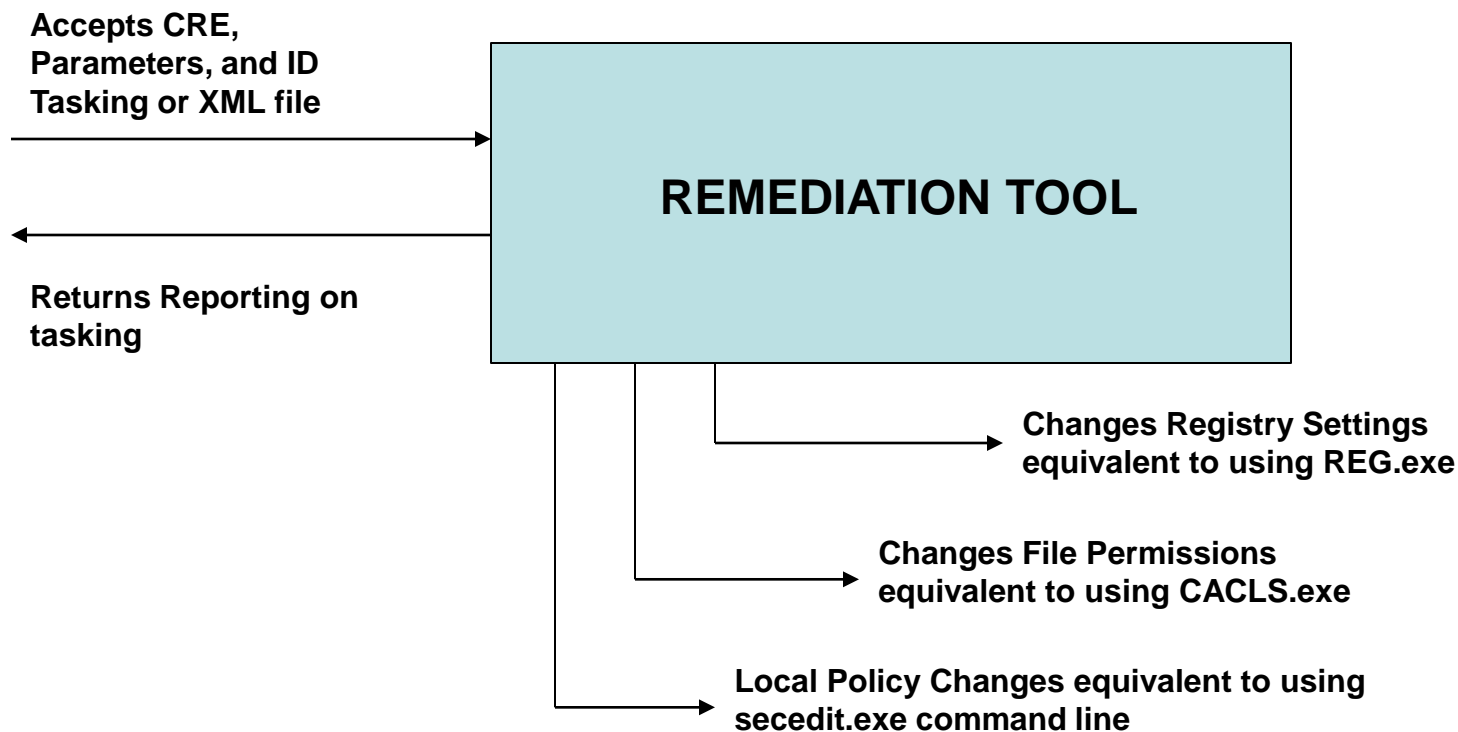 Accepts CRE,
Parameters, and ID
Tasking or XML file
REMEDIATION TOOL
Returns Reporting on
tasking
Changes Registry Settings
equivalent to using REG.exe
Changes File Permissions
equivalent to using CACLS.exe
Local Policy Changes equivalent to using
secedit.exe command line